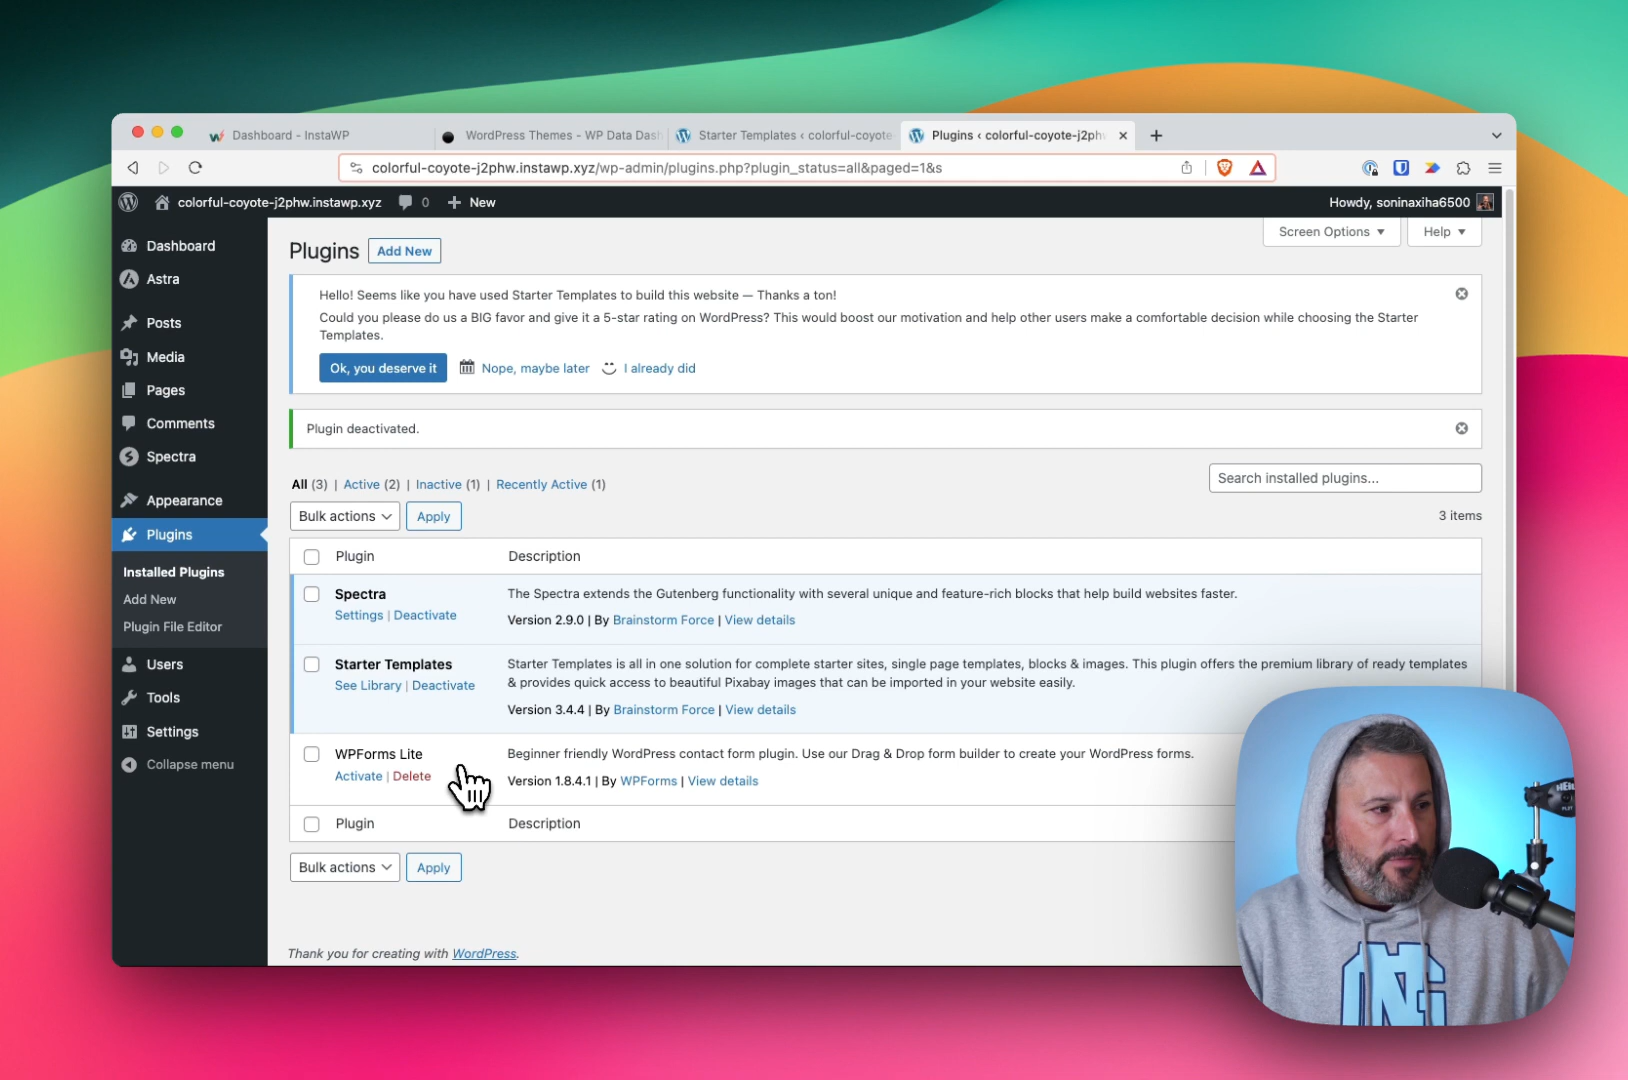 Dashboard - InstaWP
WordPress Themes - WP Data Dash
Starter Templates ‹ colorful-coyote-
Plugins ‹ colorful-coyote-j2phw
colorful-coyote-j2phw.instawp.xyz/wp-admin/plugins.php?plugin_status=all&paged=1&s
colorful-coyote-j2phw.instawp.xyz 0 New Howdy, soninaxiha6500
Screen Options Help
Dashboard
Astra
Posts
Media
Pages
Comments
Spectra
Appearance
Plugins
Installed Plugins
Add New
Plugin File Editor
Users
Tools
Settings
Collapse menu
Plugins Add New
Hello! Seems like you have used Starter Templates to build this website — Thanks a ton!
Could you please do us a BIG favor and give it a 5-star rating on WordPress? This would boost our motivation and help other users make a comfortable decision while choosing the Starter
Templates.
Ok, you deserve it Nope, maybe later I already did
Plugin deactivated.
All (3) | Active (2) | Inactive (1) | Recently Active (1)
Search installed plugins...
Bulk actions Apply
3 items
Plugin Description
Spectra
Settings | Deactivate
The Spectra extends the Gutenberg functionality with several unique and feature-rich blocks that help build websites faster.
Version 2.9.0 | By Brainstorm Force | View details
Starter Templates
See Library | Deactivate
Starter Templates is all in one solution for complete starter sites, single page templates, blocks & images. This plugin offers the premium library of ready templates
& provides quick access to beautiful Pixabay images that can be imported in your website easily.
Version 3.4.4 | By Brainstorm Force | View details
WPForms Lite
Activate | Delete
Beginner friendly WordPress contact form plugin. Use our Drag & Drop form builder to create your WordPress forms.
Version 1.8.4.1 | By WPForms | View details
Plugin Description
Bulk actions Apply
Thank you for creating with WordPress.